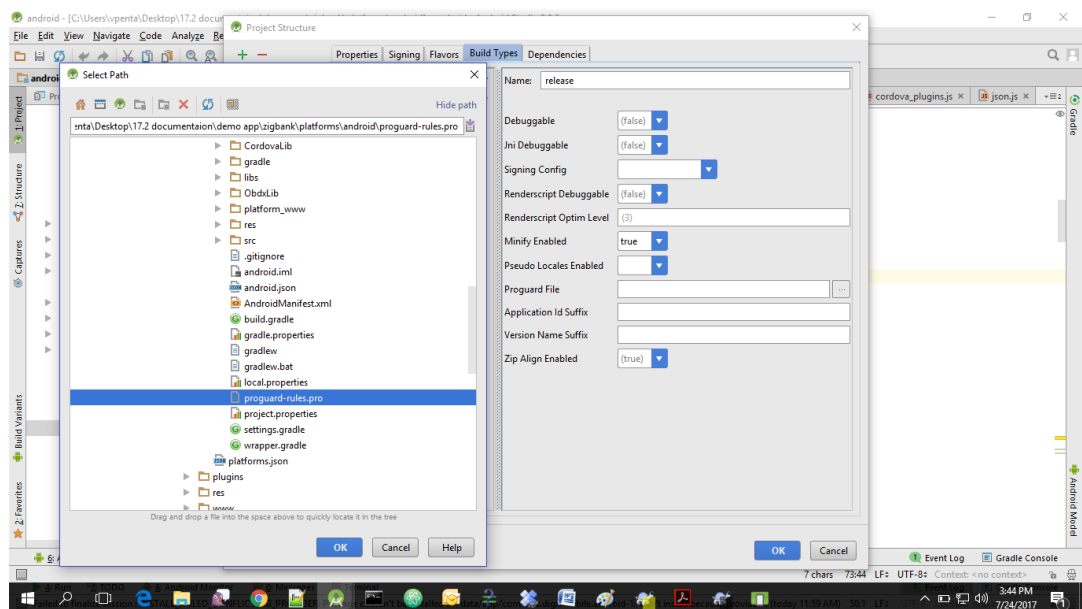 android - [C:\Users\vpenta\Desktop\17.2 docur
File Edit View Navigate Code Analyze Re
androi
Project Structure
Properties Signing Flavors Build Types Dependencies
Select Path
Hide path
:nta\Desktop\17.2 documentaion\demo app\zigbank\platforms\android\proguard-rules.pro
CordovaLib
gradle
libs
ObdxLib
platform_www
res
src
.gitignore
android.iml
android.json
AndroidManifest.xml
build.gradle
gradle.properties
gradlew
gradlew.bat
local.properties
proguard-rules.pro
project.properties
settings.gradle
wrapper.gradle
platforms.json
plugins
res
www
Drag and drop a file into the space above to quickly locate it in the tree
OK Cancel Help
Name: release
Debuggable (false)
Jni Debuggable (false)
Signing Config
Renderscript Debuggable (false)
Renderscript Optim Level (3)
Minify Enabled true
Pseudo Locales Enabled
Proguard File ...
Application Id Suffix
Version Name Suffix
Zip Align Enabled (true)
OK Cancel
cordova_plugins.js json.js
1: Project
7: Structure
Captures
Build Variants
2: Favorites
Gradle
Android Model
1 Event Log Gradle Console
7 chars 73:44 LF÷ UTF-8÷ Context: <no context>
3:44 PM
7/24/2017